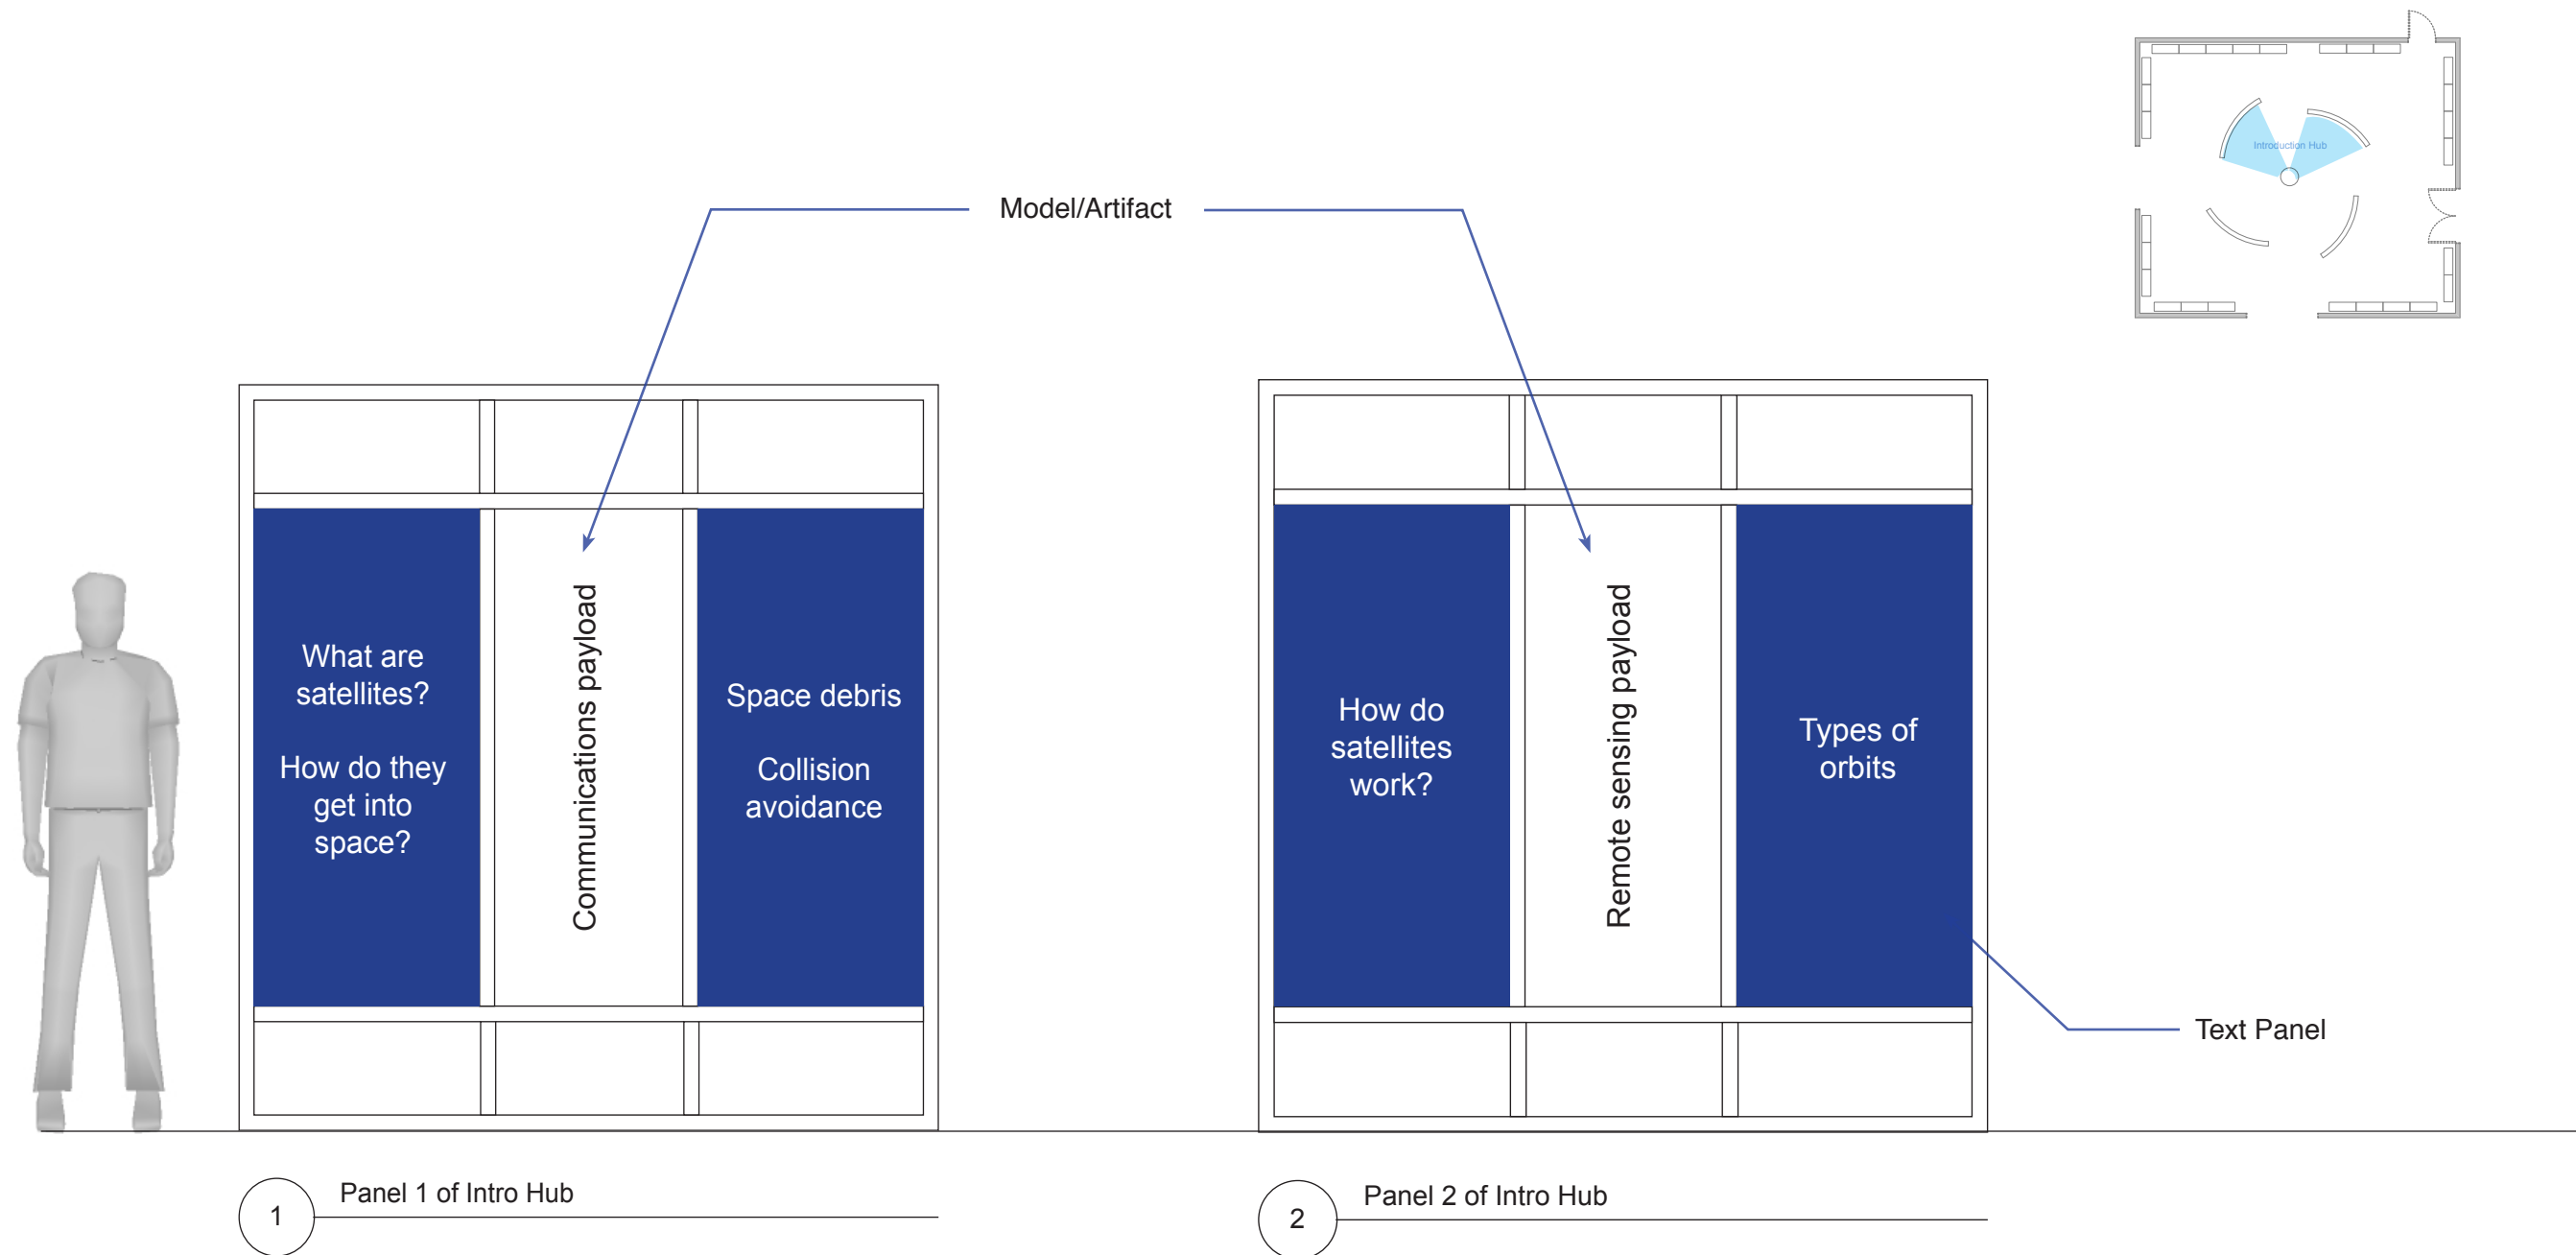 Introduction Hub
Model/Artifact
What are
satellites?
How do they
get into
space?
Communications payload
Space debris
Collision
avoidance
How do
satellites
work?
Remote sensing payload
Types of
orbits
Text Panel
1
Panel 1 of Intro Hub
2
Panel 2 of Intro Hub